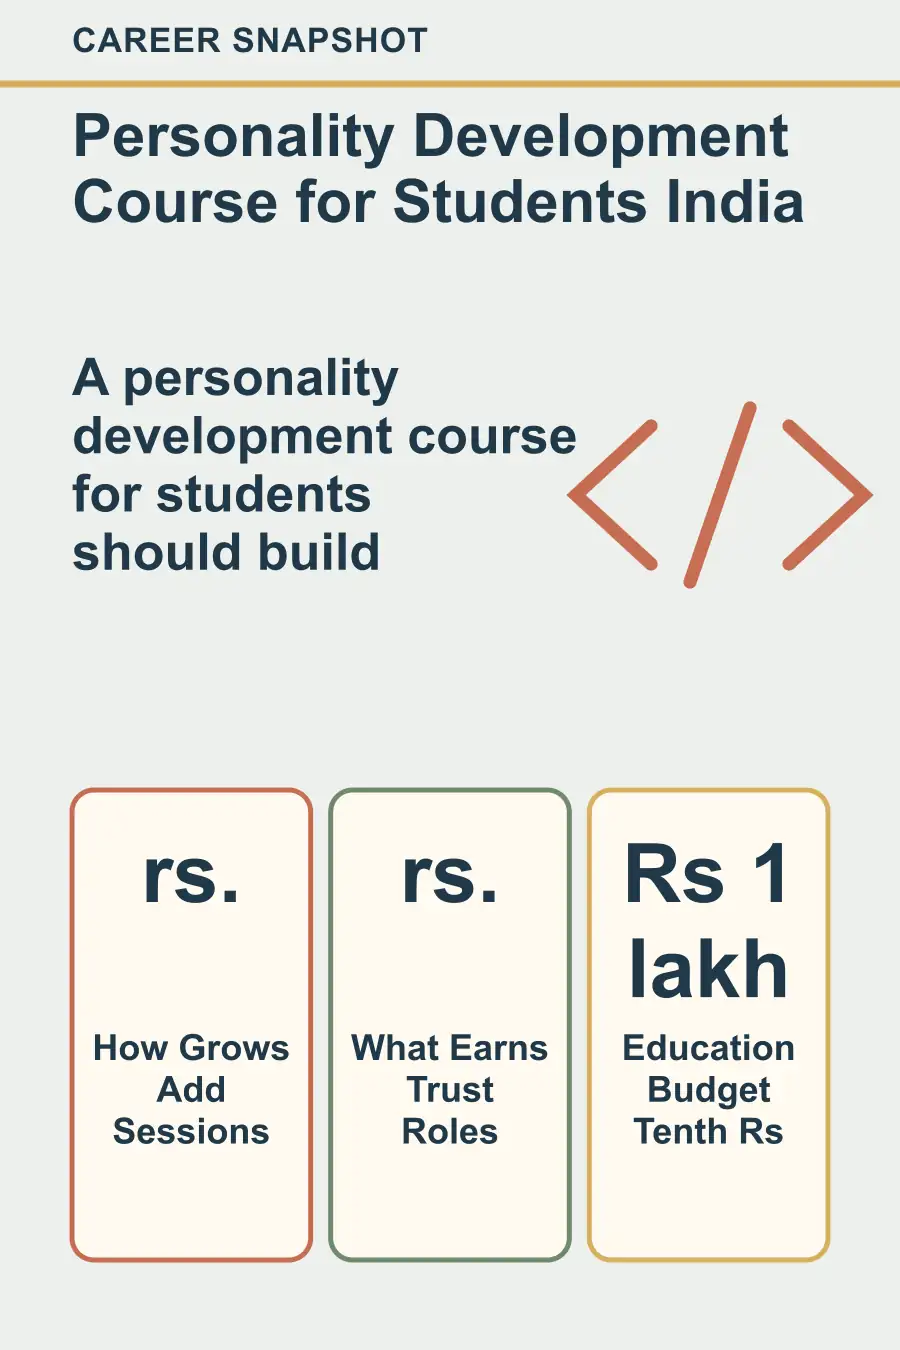 CAREER SNAPSHOT
Personality Development
Course for Students India
A personality
development course
for students
should build
rs.
How Grows
Add
Sessions
rs.
What Earns
Trust
Roles
Rs 1
lakh
Education
Budget
Tenth Rs